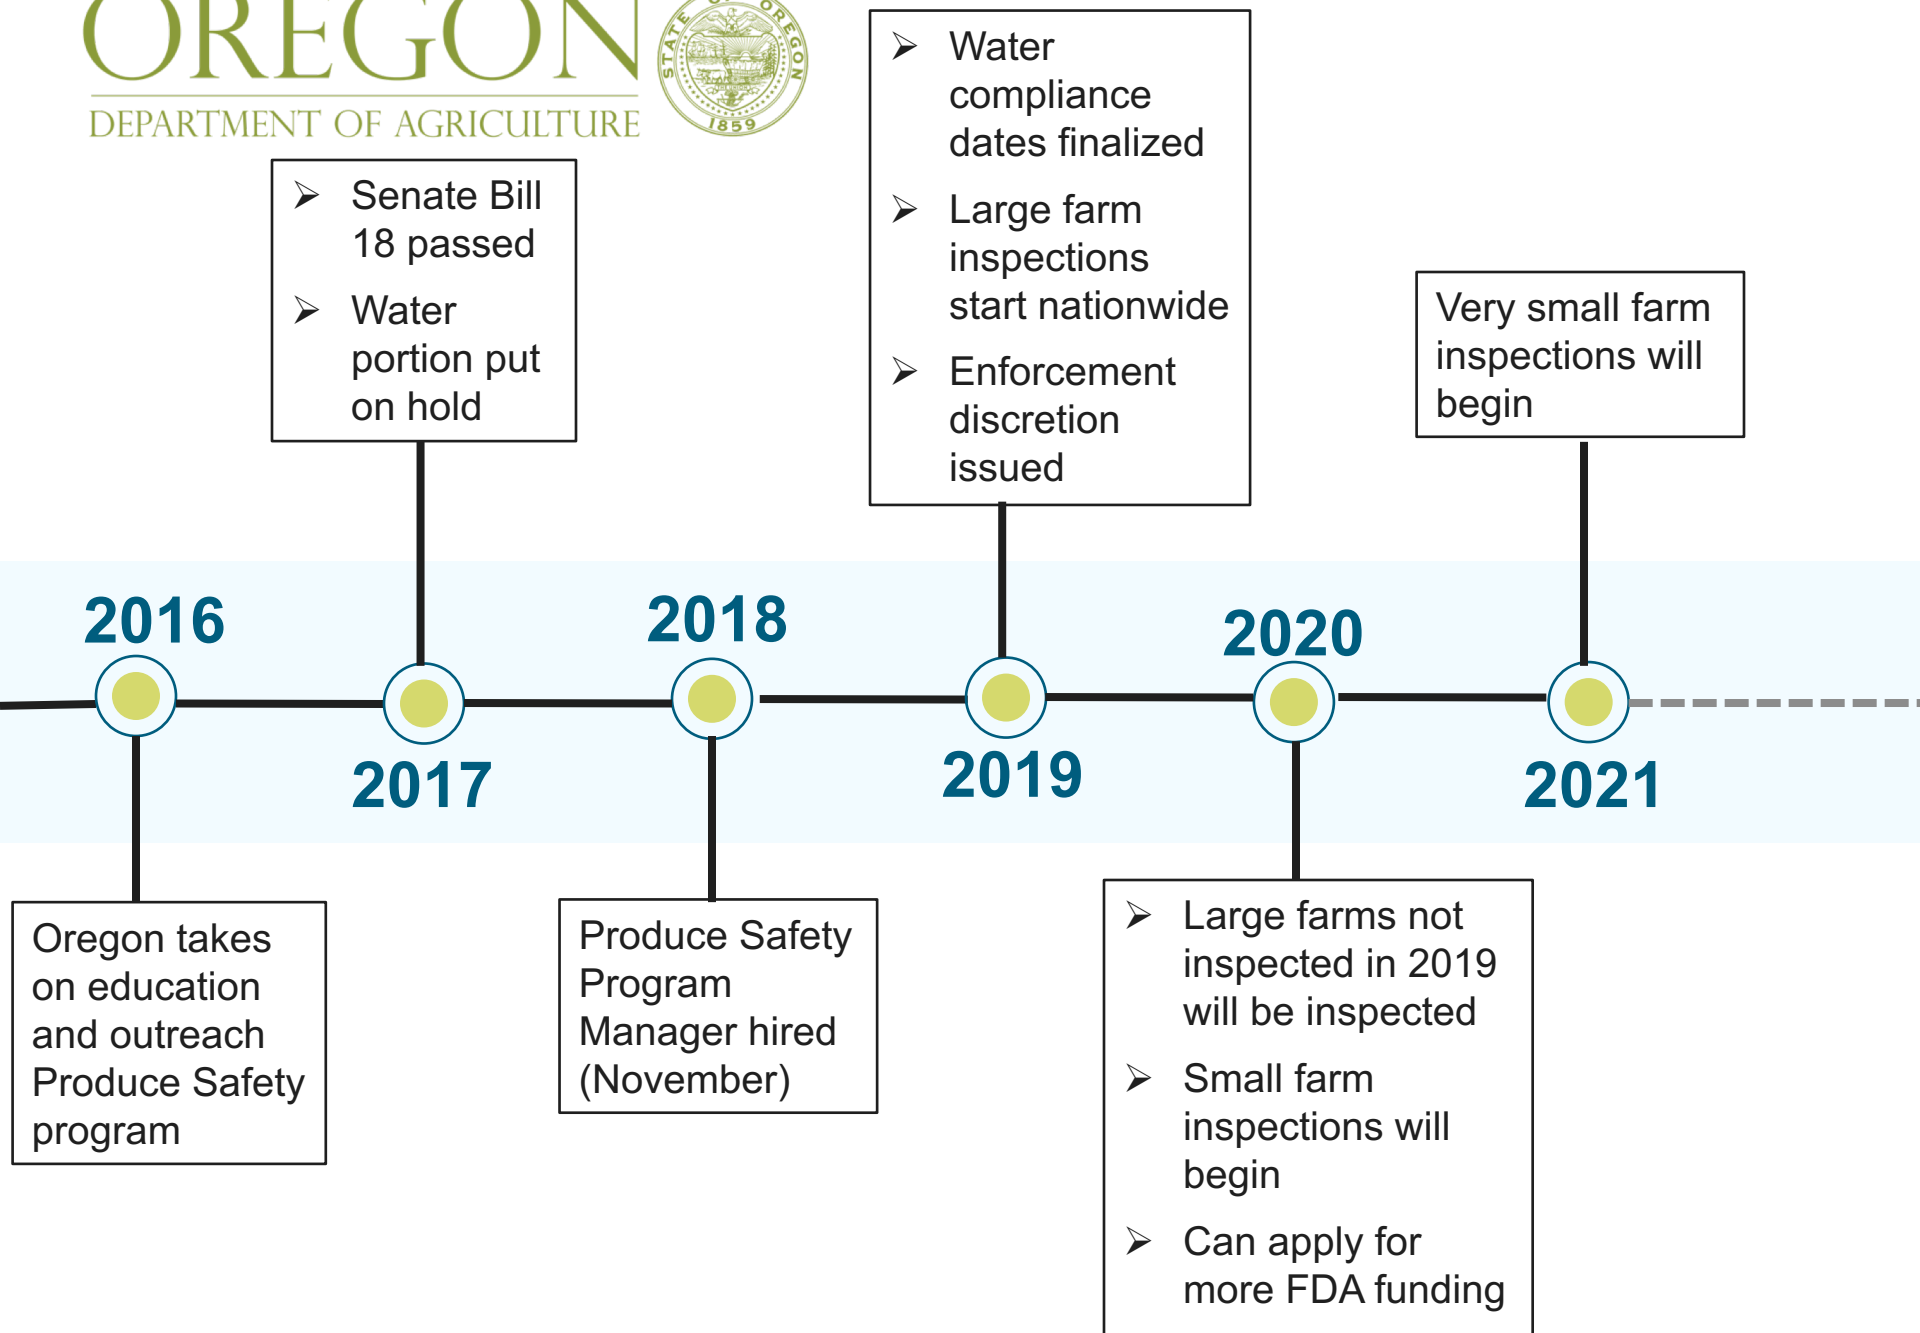 OREGON
DEPARTMENT OF AGRICULTURE
STATE OF OREGON
THE UNION
1859
➢ Senate Bill
18 passed
➢ Water
portion put
on hold
➢ Water
compliance
dates finalized
➢ Large farm
inspections
start nationwide
➢ Enforcement
discretion
issued
Very small farm
inspections will
begin
2016
2017
2018
2019
2020
2021
Oregon takes
on education
and outreach
Produce Safety
program
Produce Safety
Program
Manager hired
(November)
➢ Large farms not
inspected in 2019
will be inspected
➢ Small farm
inspections will
begin
➢ Can apply for
more FDA funding